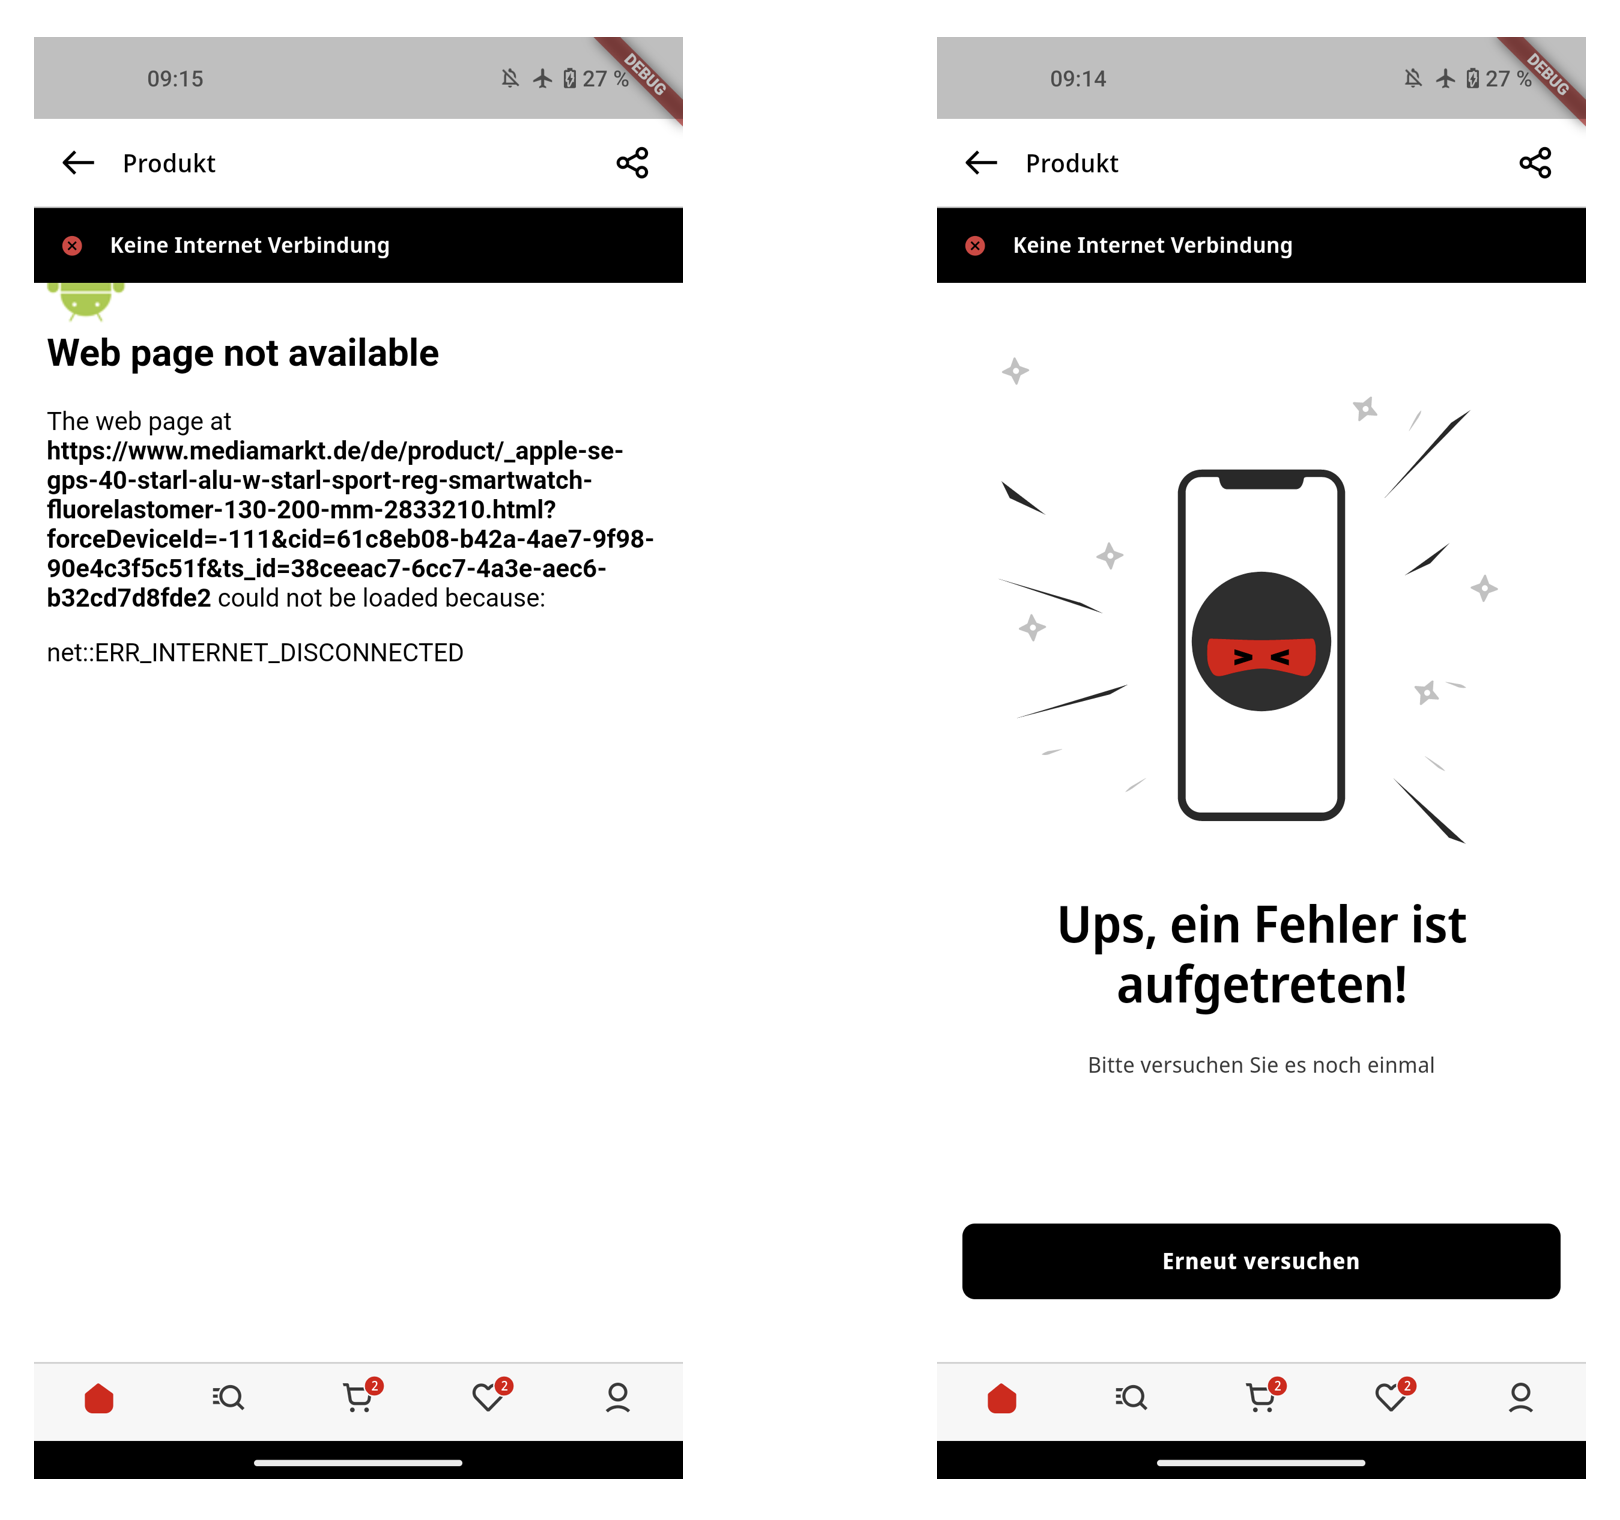 09:15
27 %
DEBUG
Produkt
Keine Internet Verbindung
Web page not available
The web page at
https://www.mediamarkt.de/de/product/_apple-se-
gps-40-starl-alu-w-starl-sport-reg-smartwatch-
fluorelastomer-130-200-mm-2833210.html?
forceDeviceId=-111&cid=61c8eb08-b42a-4ae7-9f98-
90e4c3f5c51f&ts_id=38ceeac7-6cc7-4a3e-aec6-
b32cd7d8fde2 could not be loaded because:
net::ERR_INTERNET_DISCONNECTED
2
2
09:14
27 %
DEBUG
Produkt
Keine Internet Verbindung
Ups, ein Fehler ist
aufgetreten!
Bitte versuchen Sie es noch einmal
Erneut versuchen
2
2